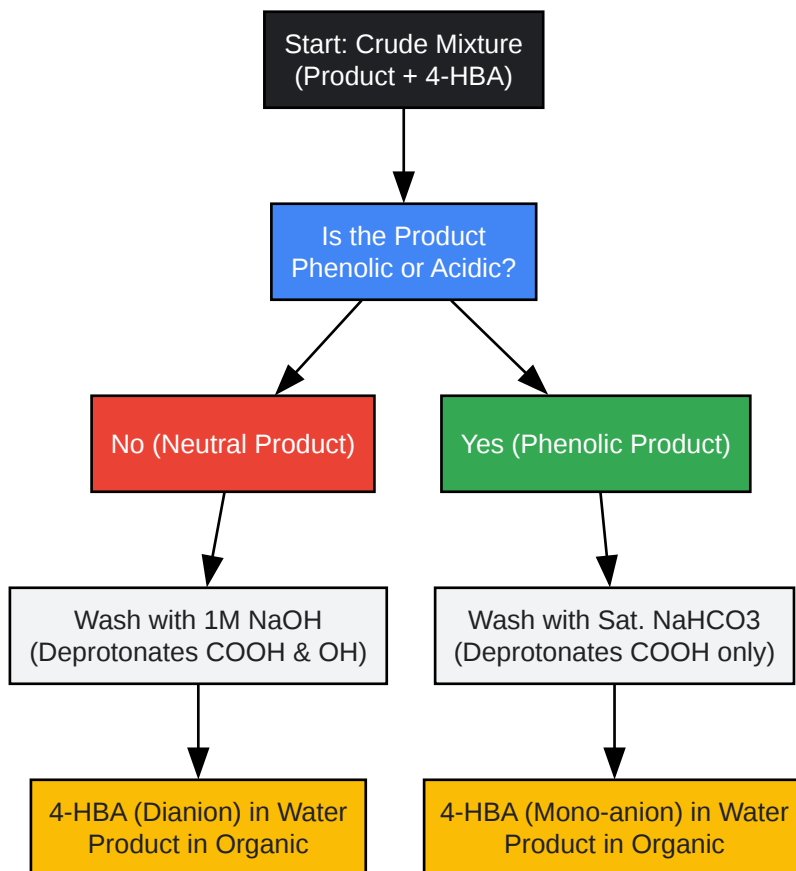 Start: Crude Mixture
(Product + 4-HBA)
Is the Product
Phenolic or Acidic?
No (Neutral Product)
Yes (Phenolic Product)
Wash with 1M NaOH
(Deprotonates COOH & OH)
Wash with Sat. NaHCO3
(Deprotonates COOH only)
4-HBA (Dianion) in Water
Product in Organic
4-HBA (Mono-anion) in Water
Product in Organic